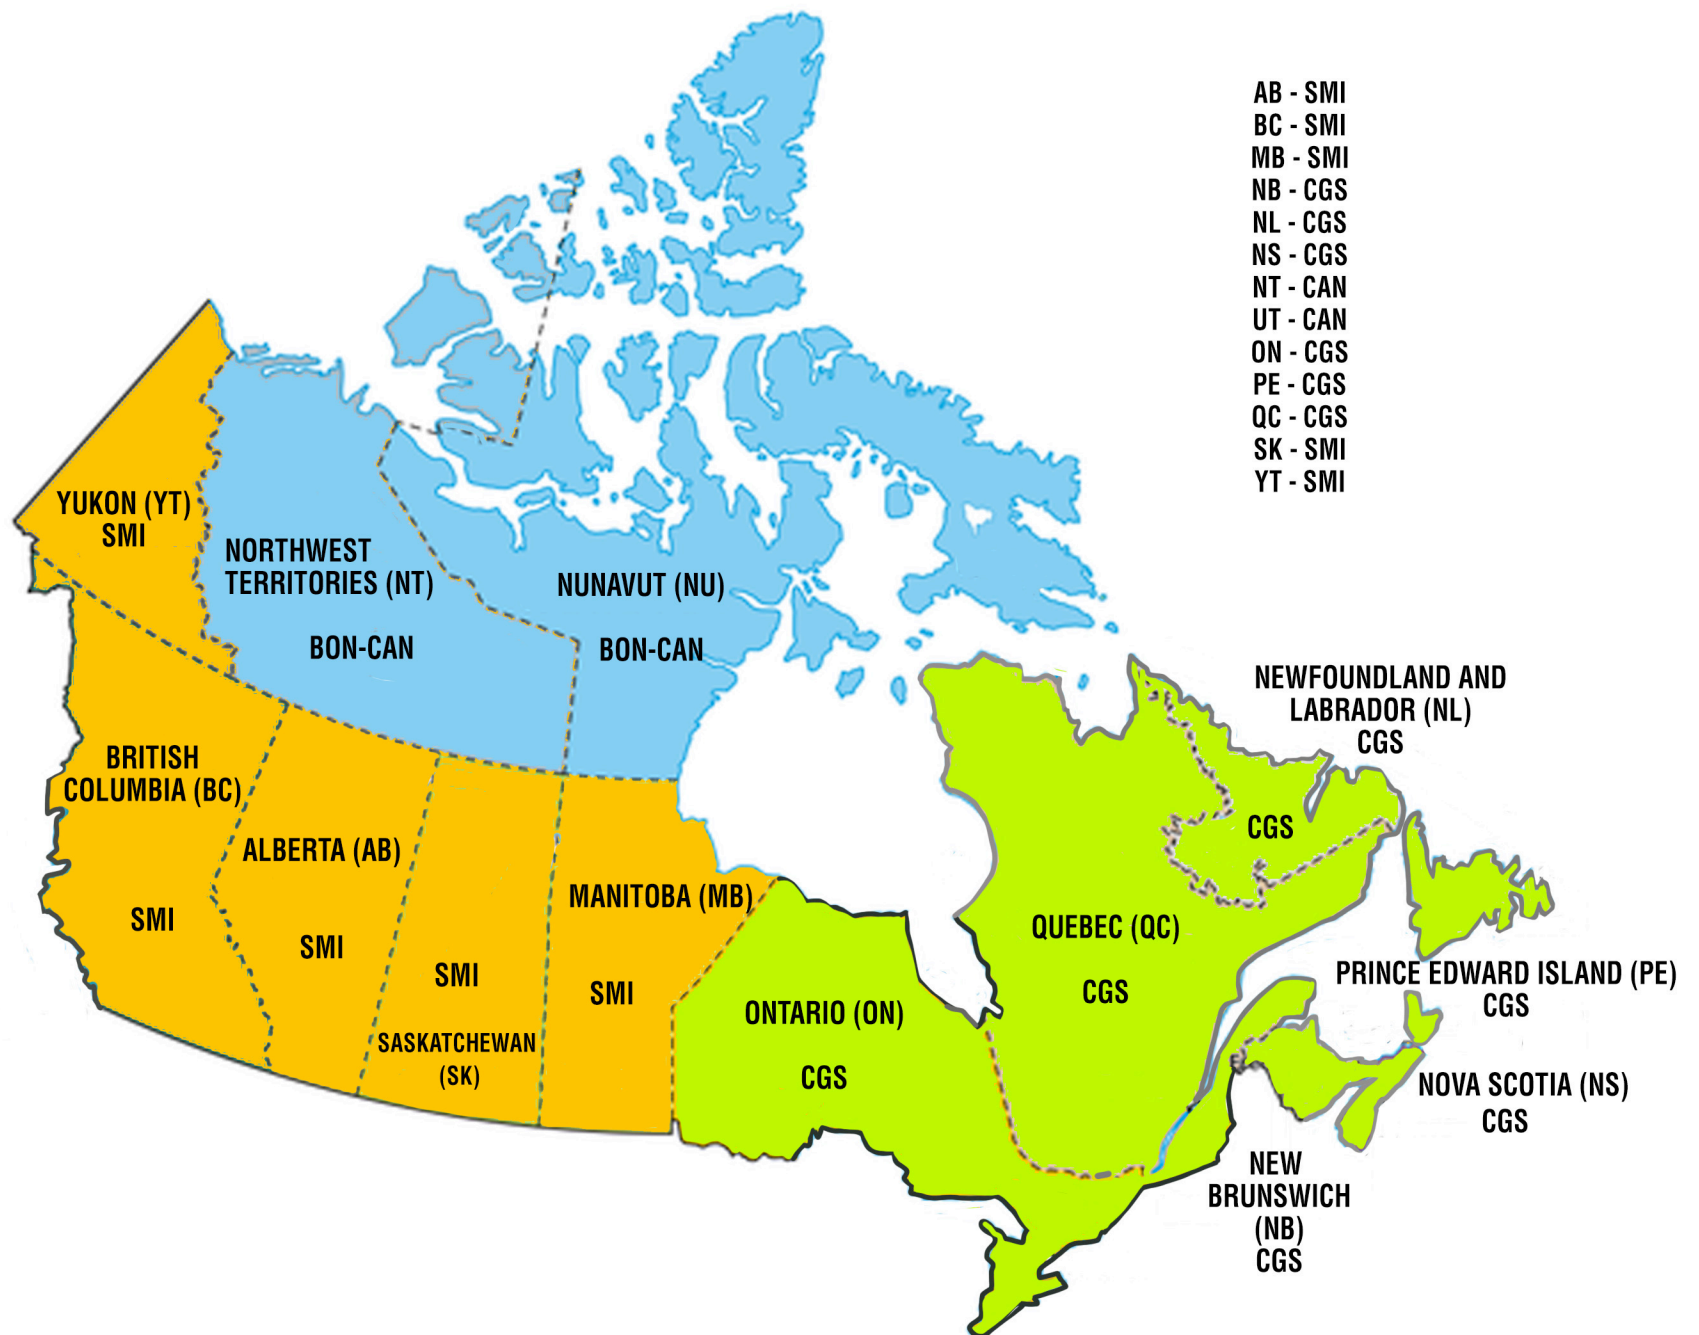 AB - SMI
BC - SMI
MB - SMI
NB - CGS
NL - CGS
NS - CGS
NT - CAN
UT - CAN
ON - CGS
PE - CGS
QC - CGS
SK - SMI
YT - SMI
YUKON (YT)
SMI
NORTHWEST
TERRITORIES (NT)
BON-CAN
NUNAVUT (NU)
BON-CAN
BRITISH
COLUMBIA (BC)
SMI
ALBERTA (AB)
SMI
SMI
SASKATCHEWAN
(SK)
MANITOBA (MB)
SMI
ONTARIO (ON)
CGS
QUEBEC (QC)
CGS
NEWFOUNDLAND AND
LABRADOR (NL)
CGS
CGS
PRINCE EDWARD ISLAND (PE)
CGS
NOVA SCOTIA (NS)
CGS
NEW
BRUNSWICH
(NB)
CGS